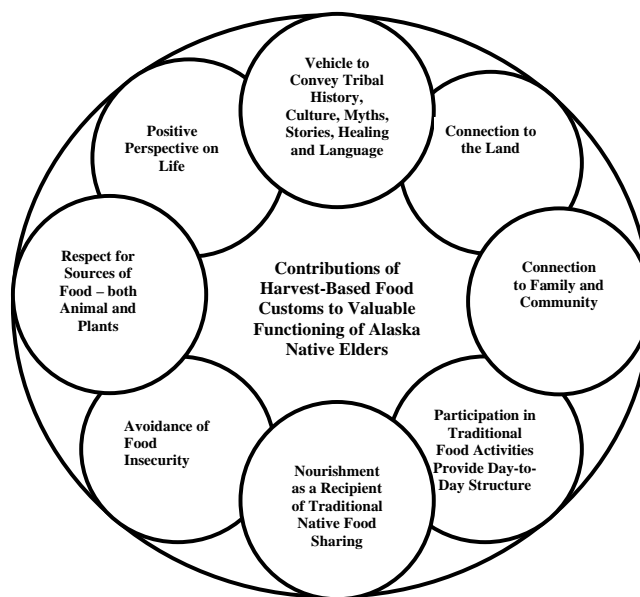 Vehicle to
Convey Tribal
History,
Culture, Myths,
Stories, Healing
and Language
Positive
Perspective on
Life
Connection to
the Land
Respect for
Sources of
Food – both
Animal and
Plants
Contributions of
Harvest-Based Food
Customs to Valuable
Functioning of Alaska
Native Elders
Connection
to Family and
Community
Avoidance of
Food
Insecurity
Participation in
Traditional
Food Activities
Provide Day-to-
Day Structure
Nourishment
as a Recipient
of Traditional
Native Food
Sharing